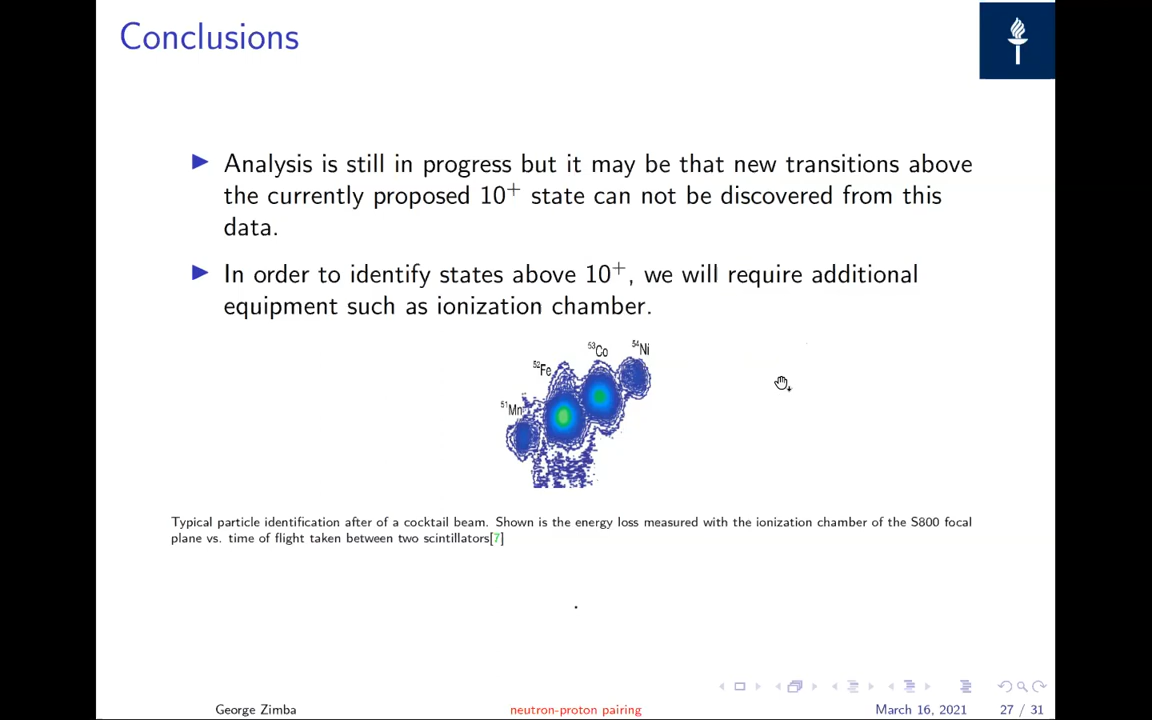 Conclusions
Analysis is still in progress but it may be that new transitions above
the currently proposed 10⁺ state can not be discovered from this
data.
In order to identify states above 10⁺, we will require additional
equipment such as ionization chamber.
⁵⁴Ni
⁵³Co
⁵²Fe
⁵¹Mn
Typical particle identification after of a cocktail beam. Shown is the energy loss measured with the ionization chamber of the S800 focal
plane vs. time of flight taken between two scintillators[7]
.
George Zimba neutron-proton pairing March 16, 2021 27 / 31